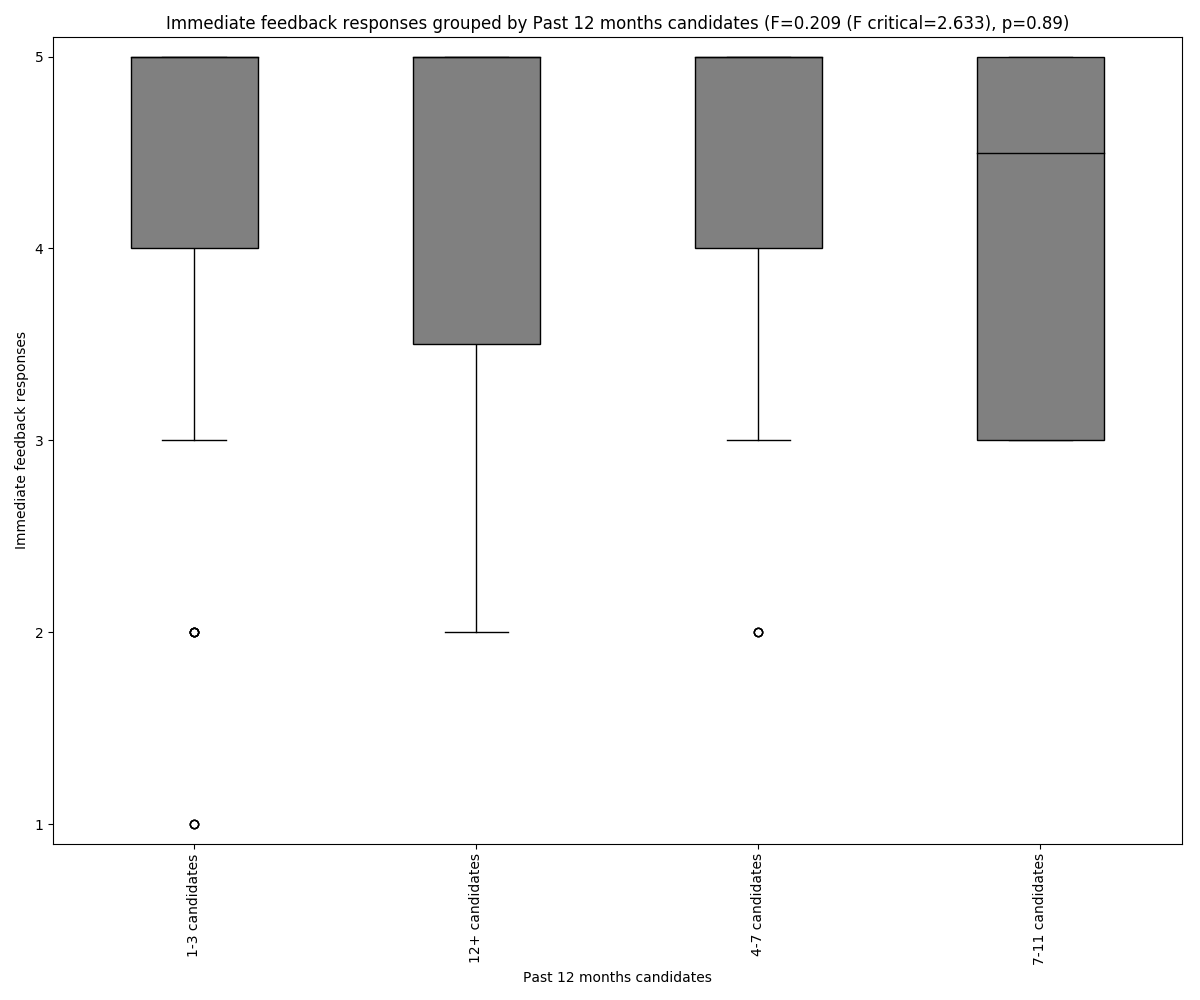 Immediate feedback responses grouped by Past 12 months candidates (F=0.209 (F critical=2.633), p=0.89)
Immediate feedback responses
5
4
3
2
1
1-3 candidates
12+ candidates
4-7 candidates
7-11 candidates
Past 12 months candidates